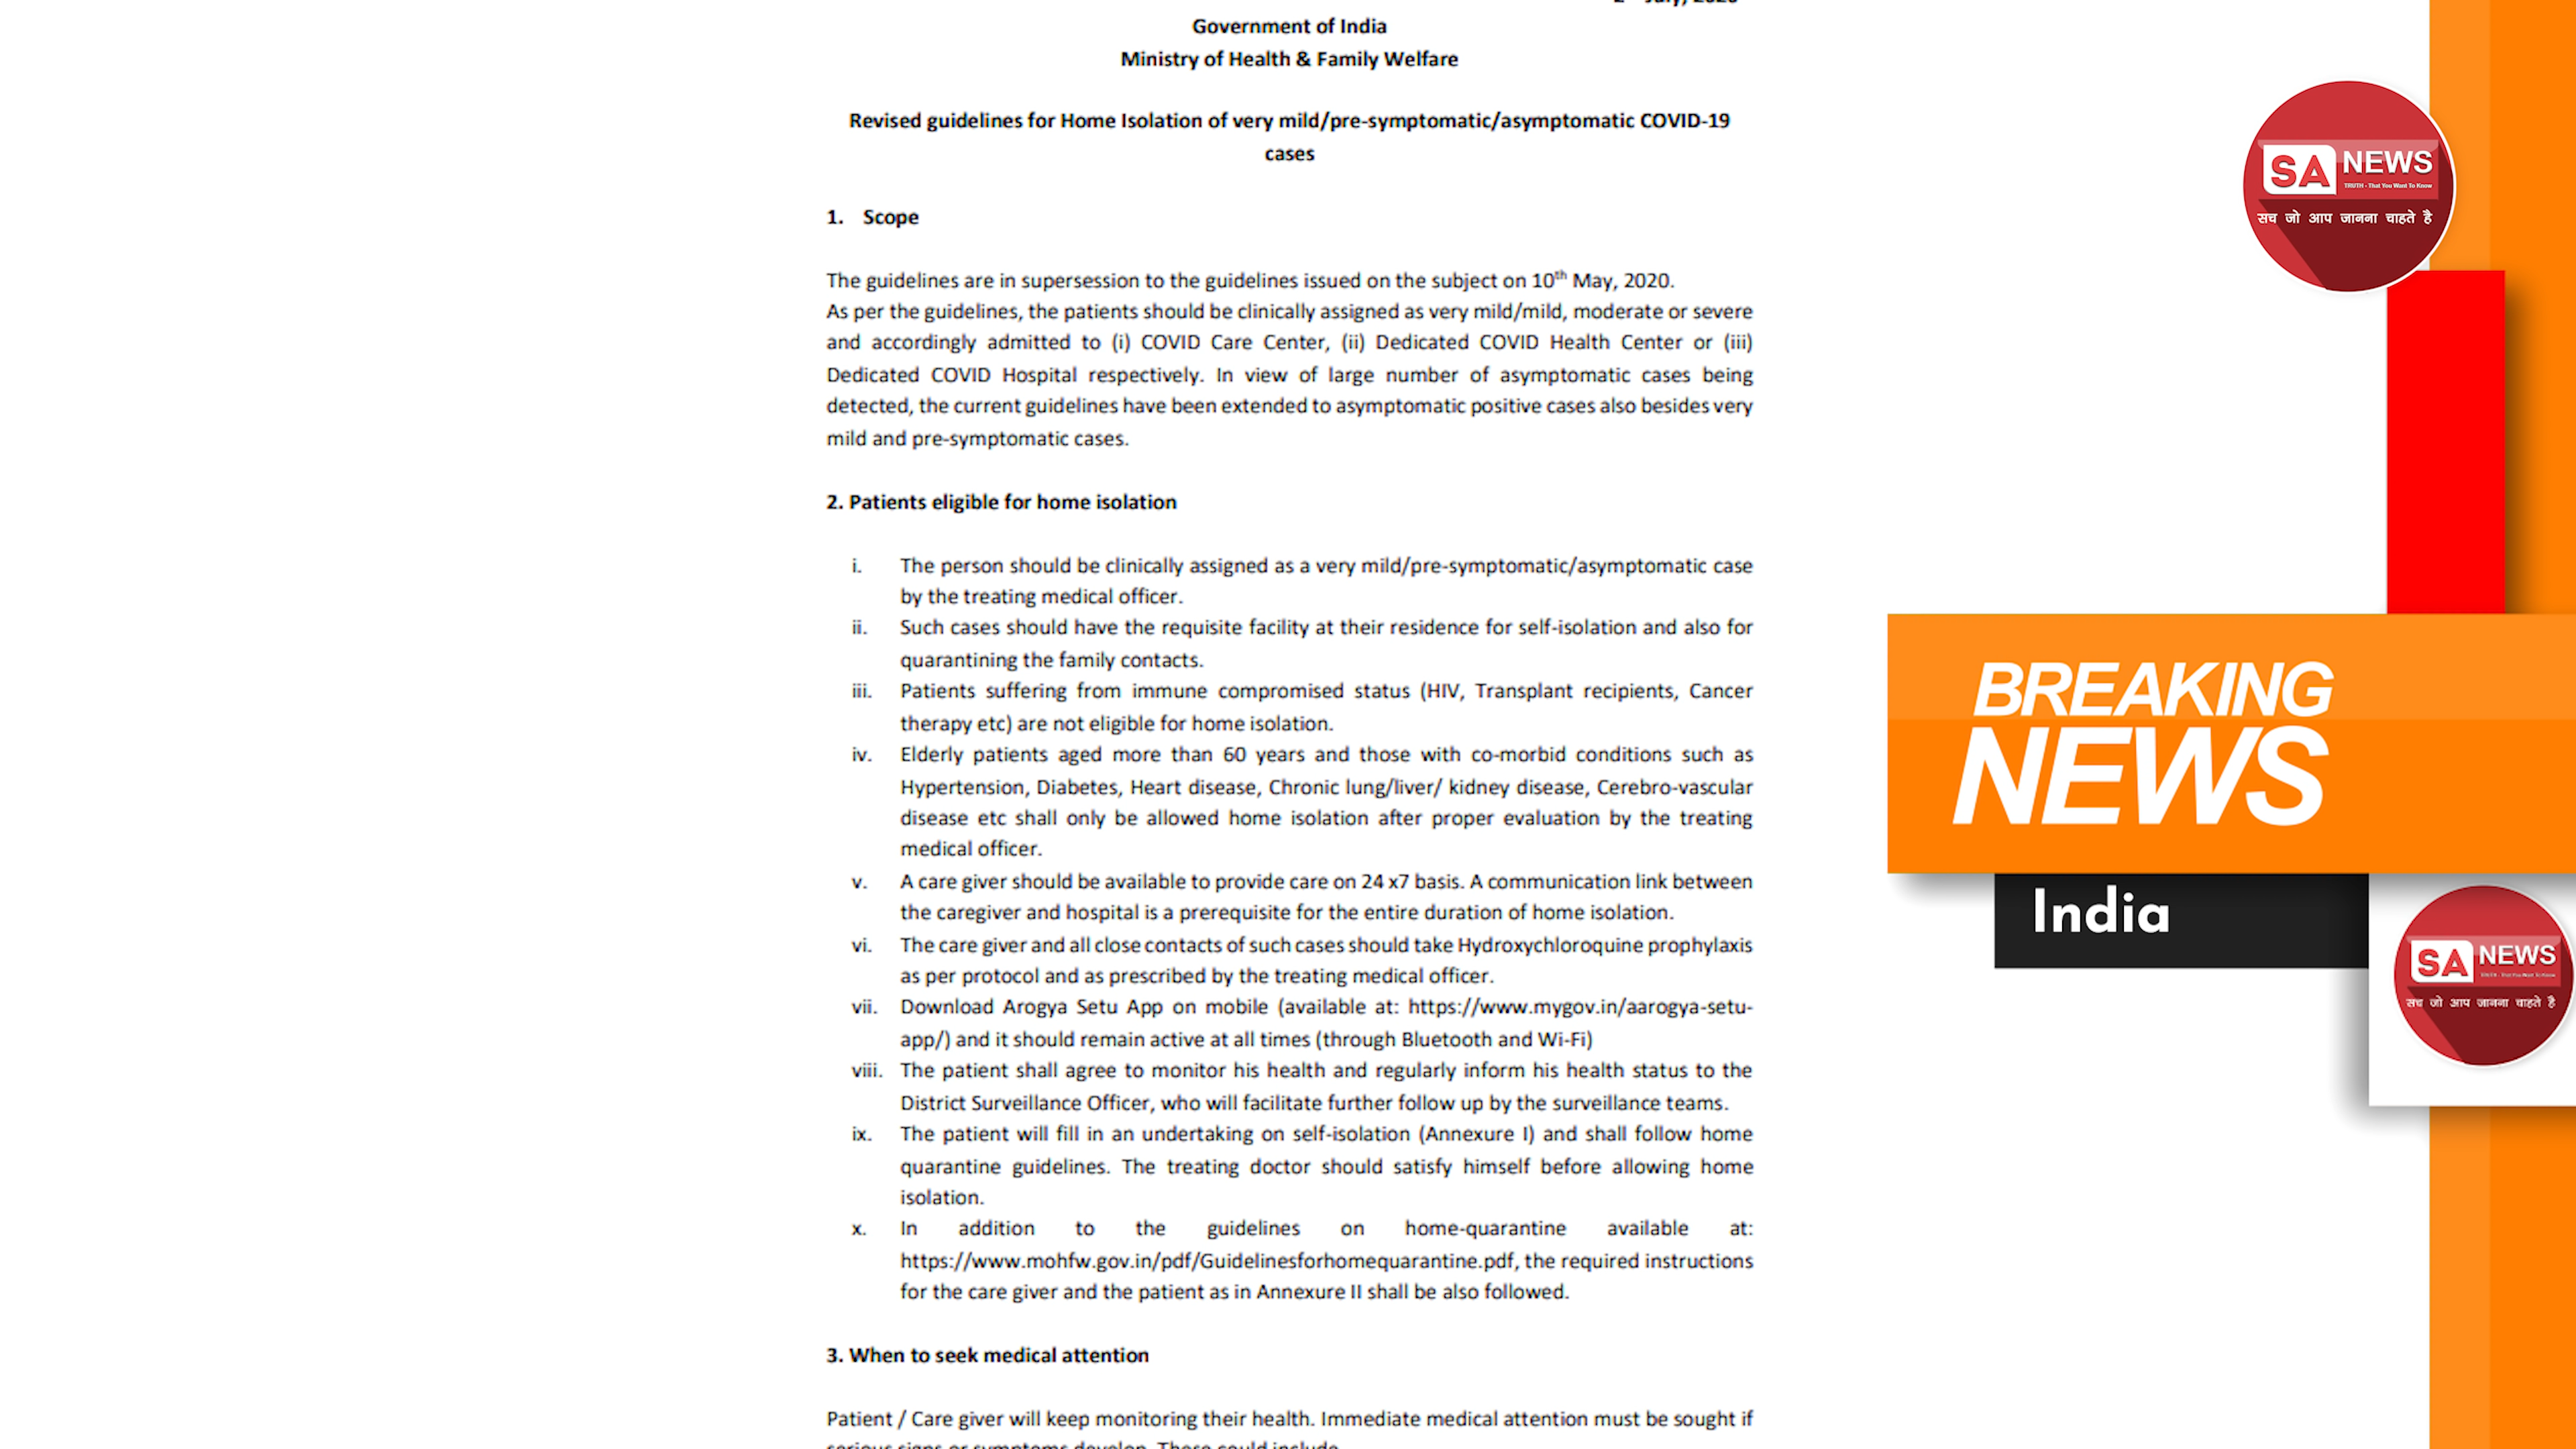 July, 2020
Government of India
Ministry of Health & Family Welfare
Revised guidelines for Home Isolation of very mild/pre-symptomatic/asymptomatic COVID-19
cases
1. Scope
The guidelines are in supersession to the guidelines issued on the subject on 10th May, 2020.
As per the guidelines, the patients should be clinically assigned as very mild/mild, moderate or severe
and accordingly admitted to (i) COVID Care Center, (ii) Dedicated COVID Health Center or (iii)
Dedicated COVID Hospital respectively. In view of large number of asymptomatic cases being
detected, the current guidelines have been extended to asymptomatic positive cases also besides very
mild and pre-symptomatic cases.
2. Patients eligible for home isolation
i. The person should be clinically assigned as a very mild/pre-symptomatic/asymptomatic case
by the treating medical officer.
ii. Such cases should have the requisite facility at their residence for self-isolation and also for
quarantining the family contacts.
iii. Patients suffering from immune compromised status (HIV, Transplant recipients, Cancer
therapy etc) are not eligible for home isolation.
iv. Elderly patients aged more than 60 years and those with co-morbid conditions such as
Hypertension, Diabetes, Heart disease, Chronic lung/liver/ kidney disease, Cerebro-vascular
disease etc shall only be allowed home isolation after proper evaluation by the treating
medical officer.
v. A care giver should be available to provide care on 24 x7 basis. A communication link between
the caregiver and hospital is a prerequisite for the entire duration of home isolation.
vi. The care giver and all close contacts of such cases should take Hydroxychloroquine prophylaxis
as per protocol and as prescribed by the treating medical officer.
vii. Download Arogya Setu App on mobile (available at: https://www.mygov.in/aarogya-setu-
app/) and it should remain active at all times (through Bluetooth and Wi-Fi)
viii. The patient shall agree to monitor his health and regularly inform his health status to the
District Surveillance Officer, who will facilitate further follow up by the surveillance teams.
ix. The patient will fill in an undertaking on self-isolation (Annexure I) and shall follow home
quarantine guidelines. The treating doctor should satisfy himself before allowing home
isolation.
x. In addition to the guidelines on home-quarantine available at:
https://www.mohfw.gov.in/pdf/Guidelinesforhomequarantine.pdf, the required instructions
for the care giver and the patient as in Annexure II shall be also followed.
3. When to seek medical attention
Patient / Care giver will keep monitoring their health. Immediate medical attention must be sought if
serious signs or symptoms develop. These could include
SA NEWS
TRUTH - That You Want To Know
सच जो आप जानना चाहते है
BREAKING
NEWS
India
SA NEWS
TRUTH - That You Want To Know
सच जो आप जानना चाहते है